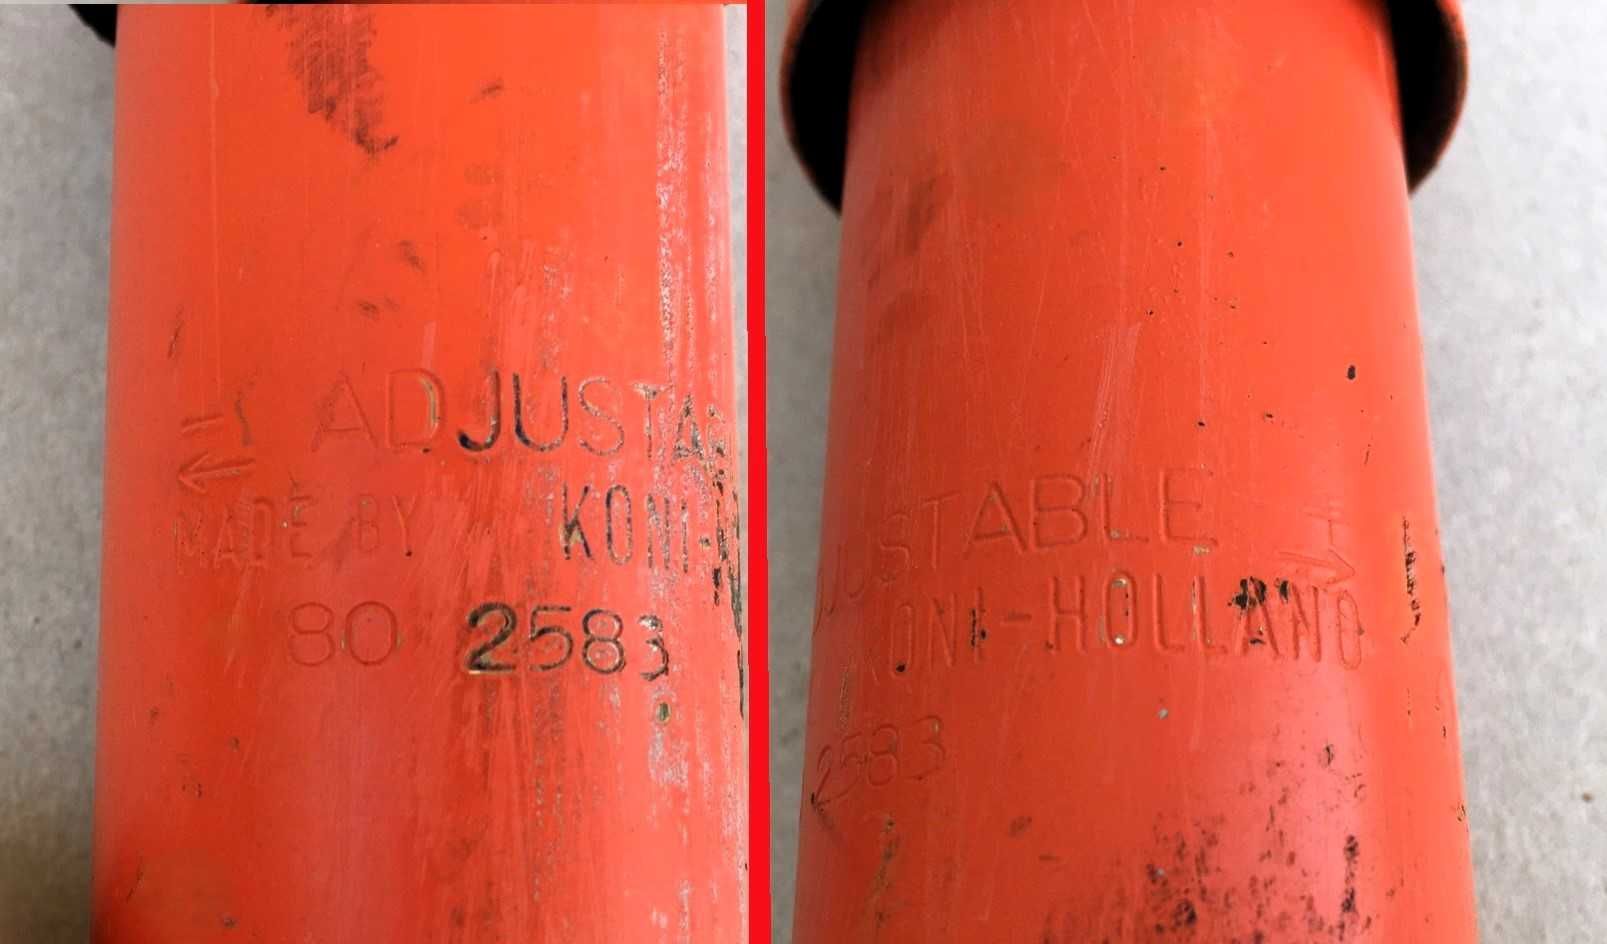 ADJUSTA
MADE BY KONI-
80 2583
JUSTABLE
KONI-HOLLAND
2583